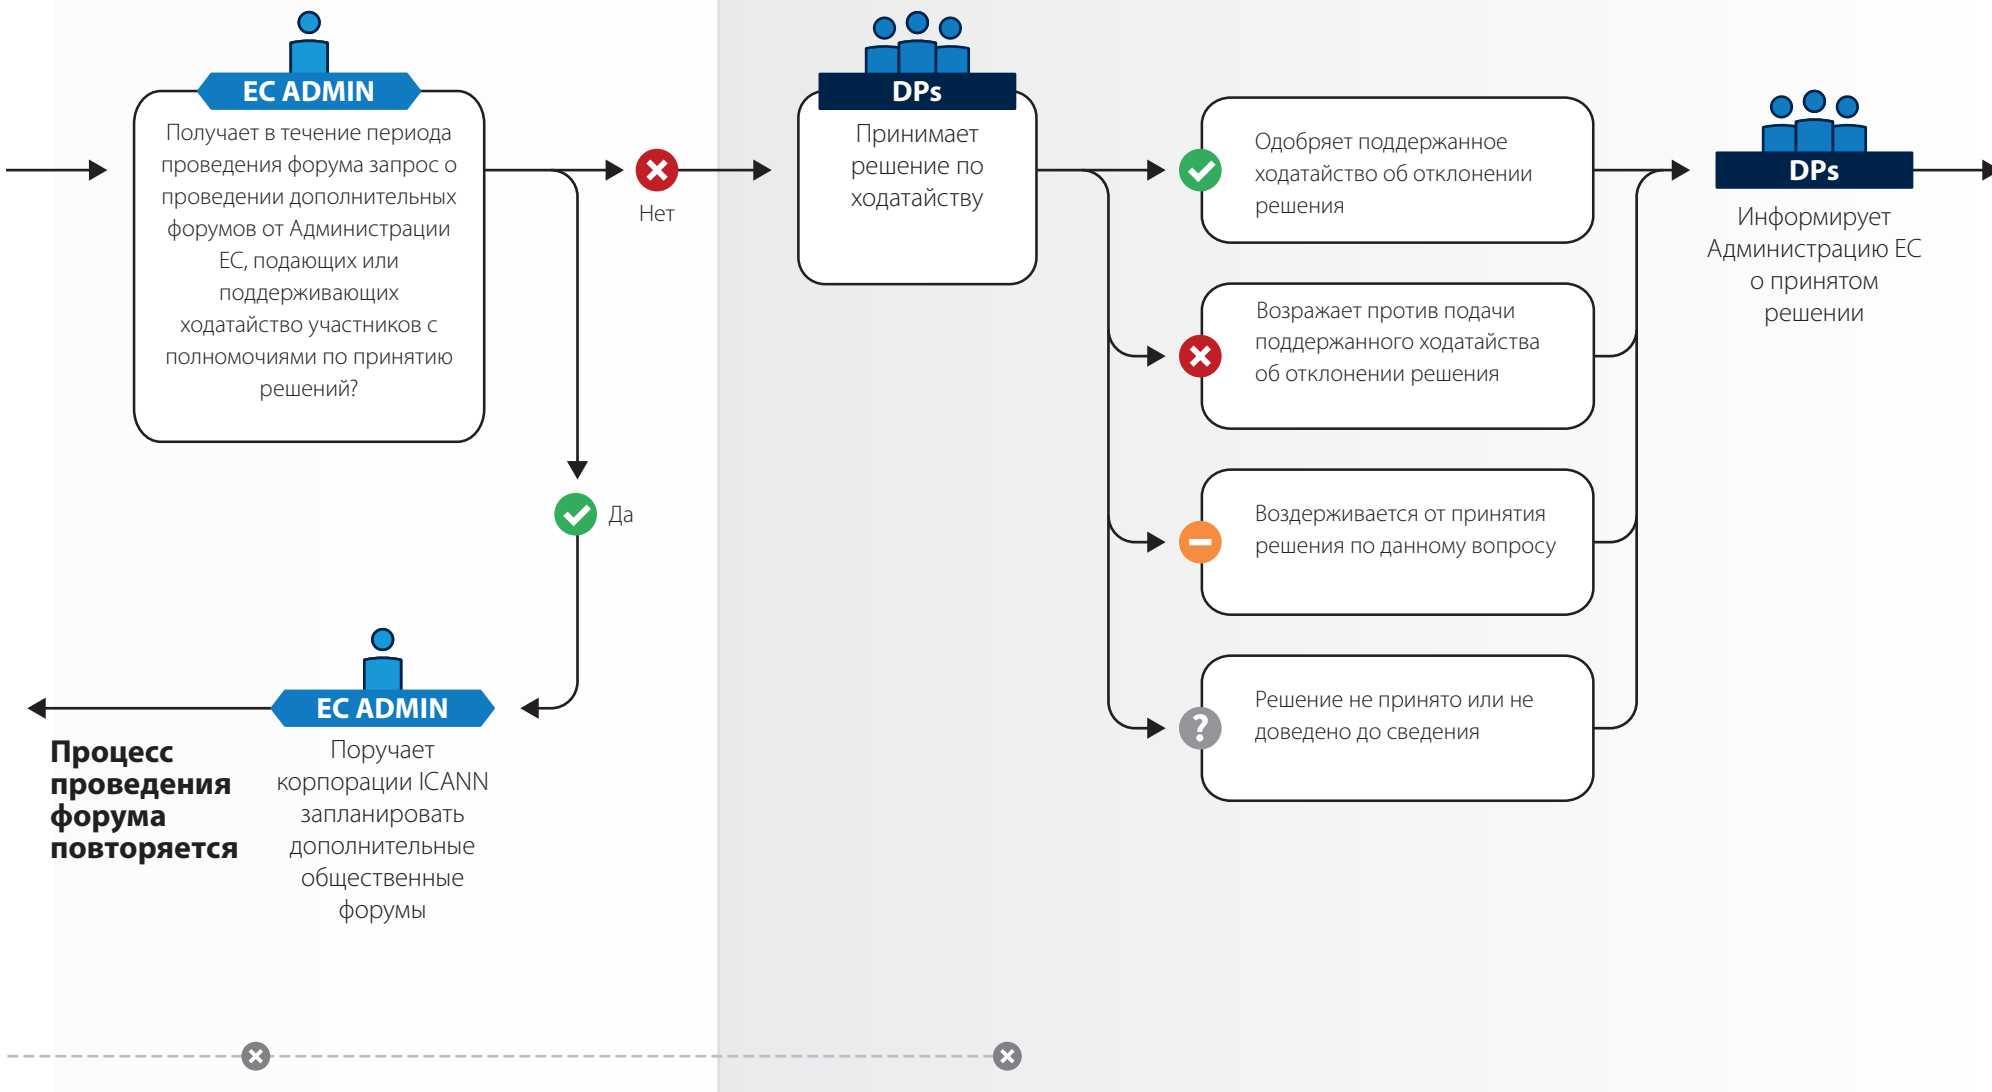 EC ADMIN
Получает в течение периода
проведения форума запрос о
проведении дополнительных
форумов от Администрации
ЕС, подающих или
поддерживающих
ходатайство участников с
полномочиями по принятию
решений?
Нет
Да
EC ADMIN
Поручает
корпорации ICANN
запланировать
дополнительные
общественные
форумы
Процесс
проведения
форума
повторяется
DPs
Принимает
решение по
ходатайству
Одобряет поддержанное
ходатайство об отклонении
решения
Возражает против подачи
поддержанного ходатайства
об отклонении решения
Воздерживается от принятия
решения по данному вопросу
?
Решение не принято или не
доведено до сведения
DPs
Информирует
Администрацию ЕС
о принятом
решении